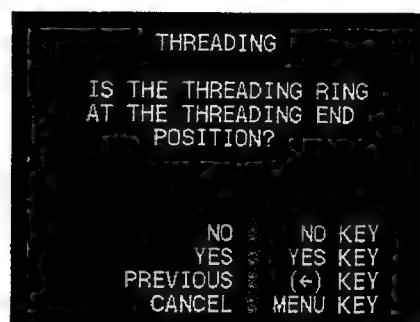 THREADING
IS THE THREADING RING
AT THE THREADING END
POSITION?
NO NO KEY
YES YES KEY
PREVIOUS (←) KEY
CANCEL MENU KEY